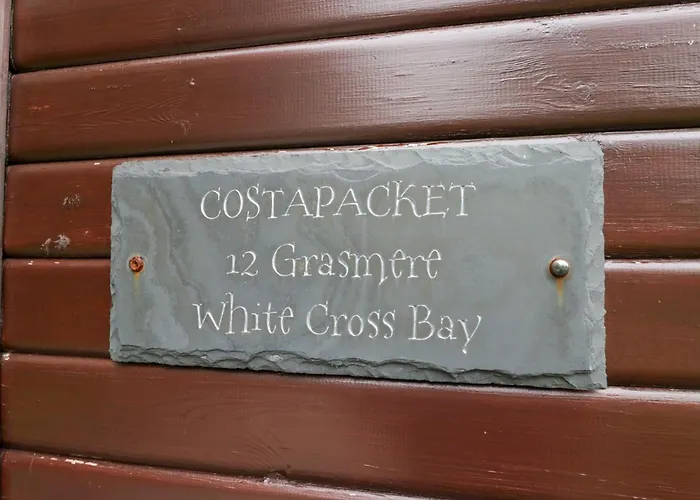 COSTAPACKET
12 Grasmere
White Cross Bay